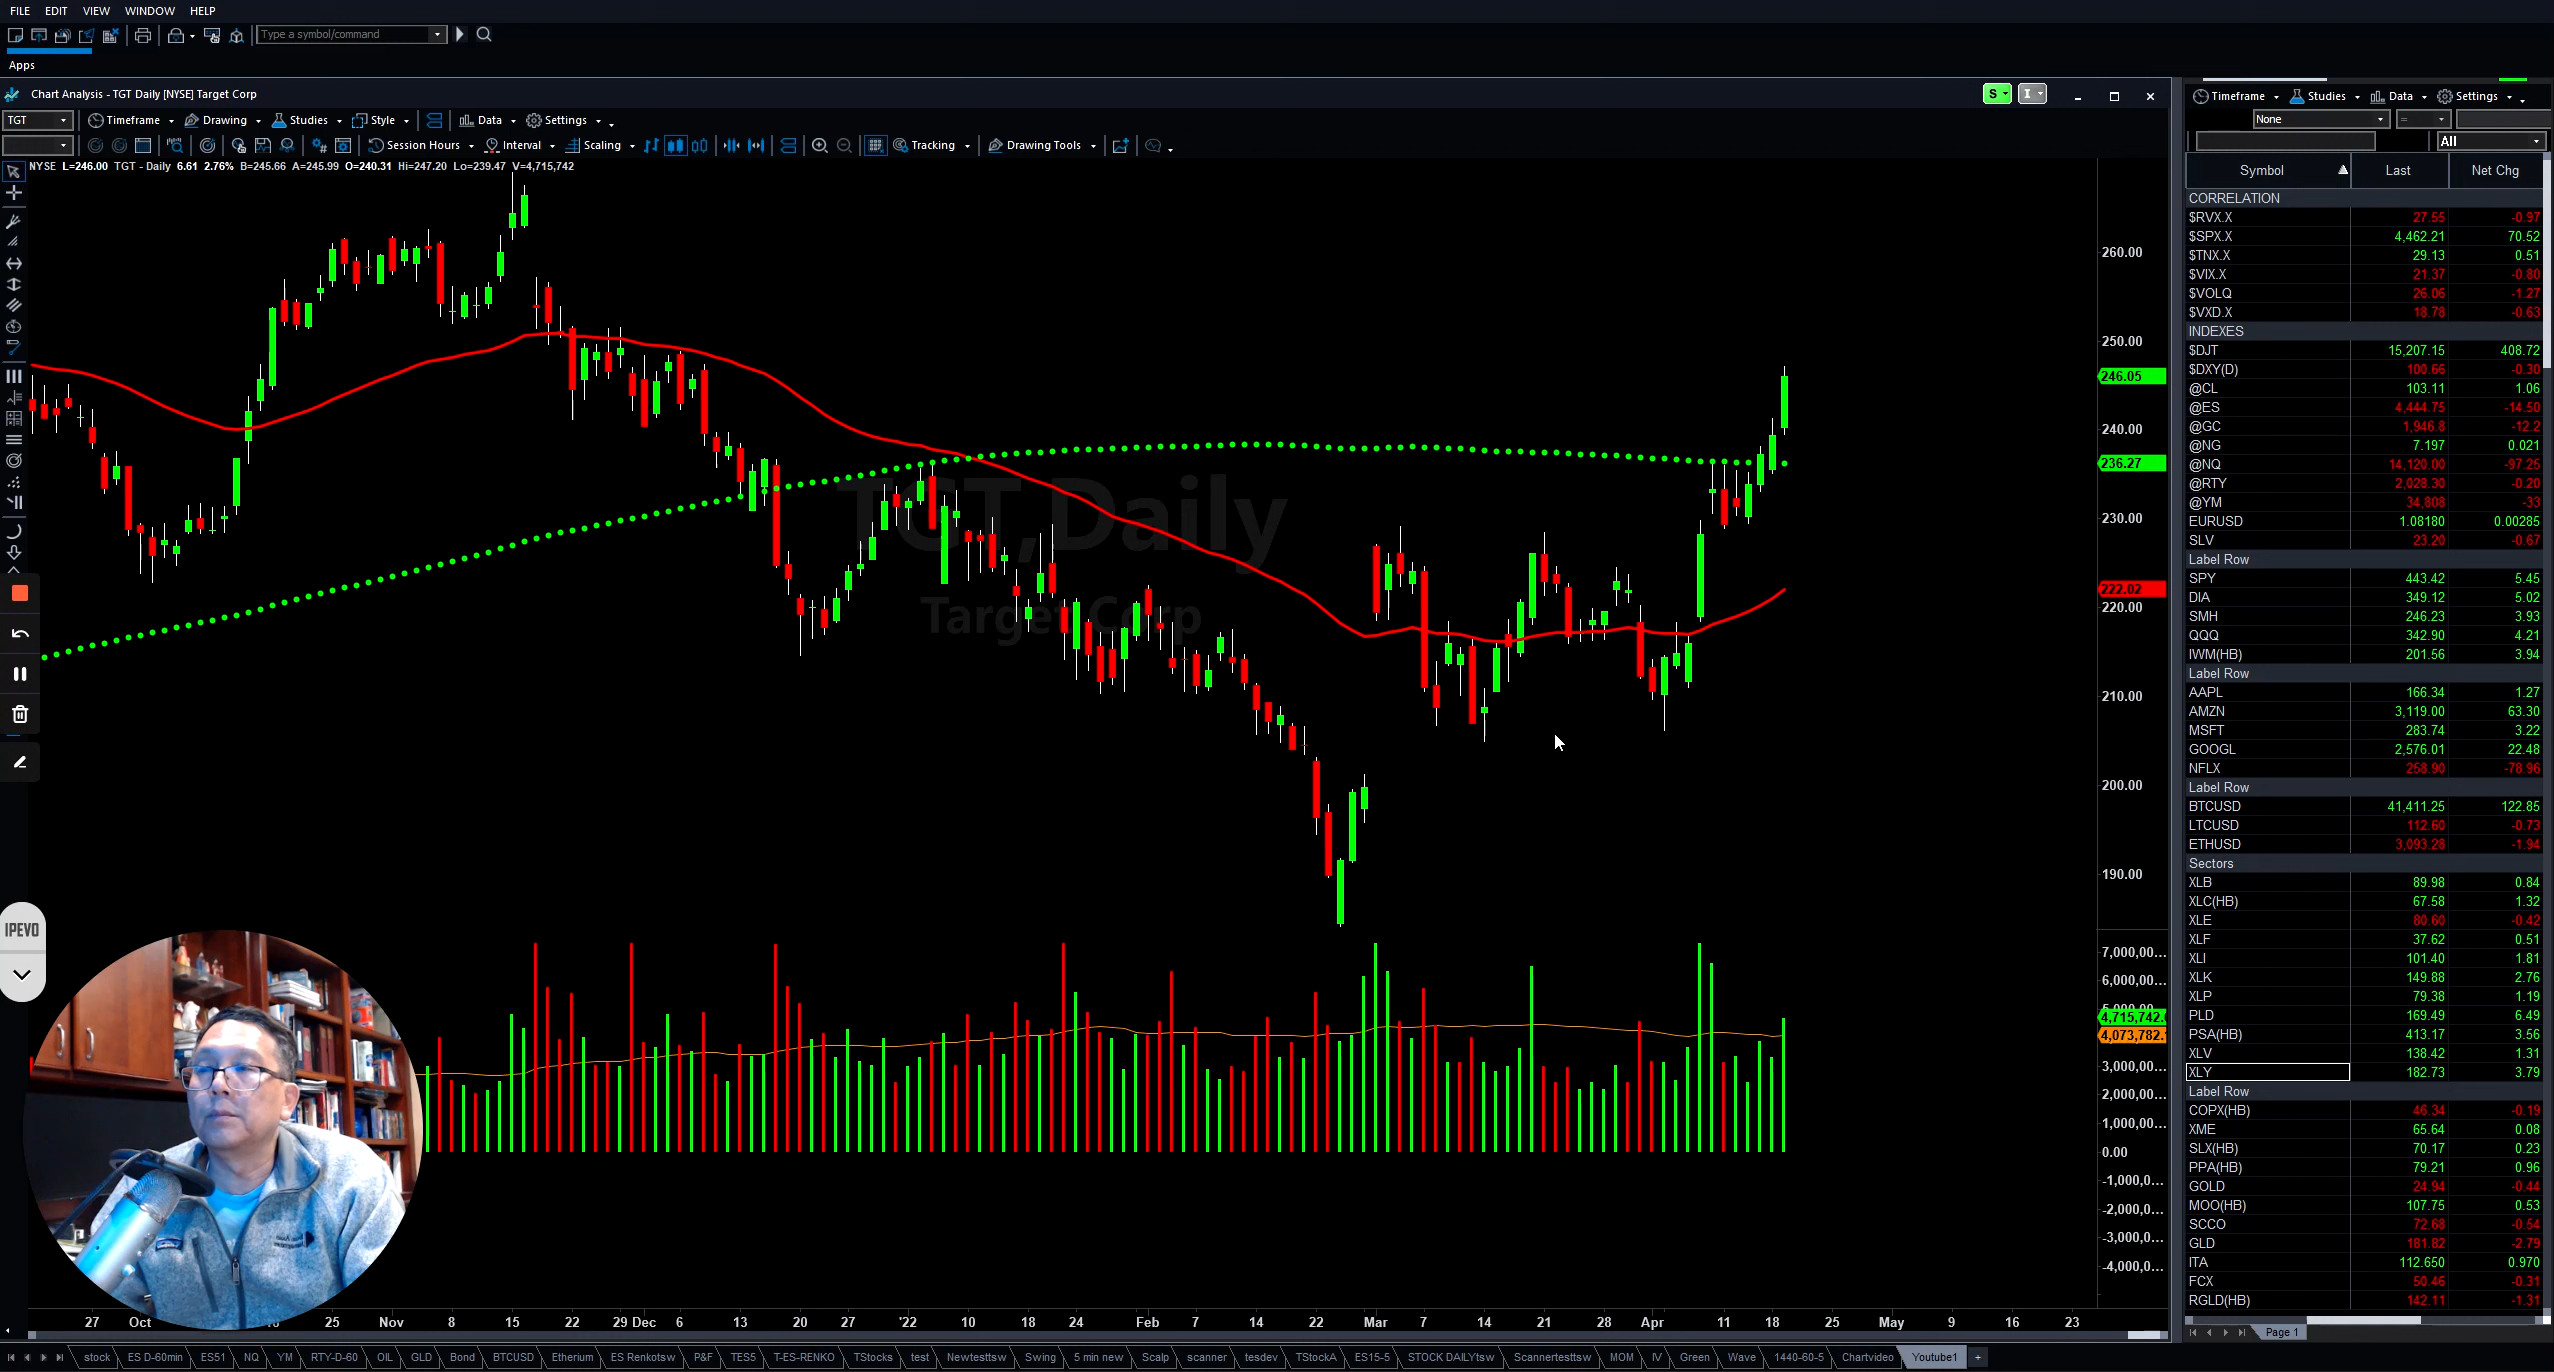 FILE EDIT VIEW WINDOW HELP
Type a symbol/command
Apps
Chart Analysis - TGT Daily [NYSE] Target Corp
S I
TGT Timeframe Drawing Studies Style Data Settings
Session Hours Interval Scaling Tracking Drawing Tools
NYSE L=246.00 TGT - Daily 6.61 2.76% B=245.66 A=245.99 O=240.31 Hi=247.20 Lo=239.47 V=4,715,742
TGT,Daily
Target Corp
260.00
250.00
246.05
240.00
236.27
230.00
222.02
220.00
210.00
200.00
190.00
7,000,00...
6,000,00...
4,715,742.
4,073,782.
3,000,00...
2,000,00...
1,000,00...
0.00
-1,000,0...
-2,000,0...
-3,000,0...
-4,000,0...
27 Oct 25 Nov 8 15 22 29 Dec 6 13 20 27 '22 10 18 24 Feb 7 14 22 Mar 7 14 21 28 Apr 11 18 25 May 9 16 23
IPEVO
Timeframe Studies Data Settings
None =
All
Symbol Last Net Chg
CORRELATION
$RVX.X 27.55 -0.97
$SPX.X 4,462.21 70.52
$TNX.X 29.13 0.51
$VIX.X 21.37 -0.80
$VOLQ 26.06 -1.27
$VXD.X 18.78 -0.63
INDEXES
$DJT 15,207.15 408.72
$DXY(D) 100.66 -0.30
@CL 103.11 1.06
@ES 4,444.75 -14.50
@GC 1,946.8 -12.2
@NG 7.197 0.021
@NQ 14,120.00 -97.25
@RTY 2,028.30 -0.20
@YM 34,808 -33
EURUSD 1.08180 0.00285
SLV 23.20 -0.67
Label Row
SPY 443.42 5.45
DIA 349.12 5.02
SMH 246.23 3.93
QQQ 342.90 4.21
IWM(HB) 201.56 3.94
Label Row
AAPL 166.34 1.27
AMZN 3,119.00 63.30
MSFT 283.74 3.22
GOOGL 2,576.01 22.48
NFLX 258.90 -78.96
Label Row
BTCUSD 41,411.25 122.85
LTCUSD 112.60 -0.73
ETHUSD 3,093.28 -1.94
Sectors
XLB 89.98 0.84
XLC(HB) 67.58 1.32
XLE 80.60 -0.42
XLF 37.62 0.51
XLI 101.40 1.81
XLK 149.88 2.76
XLP 79.38 1.19
PLD 169.49 6.49
PSA(HB) 413.17 3.56
XLV 138.42 1.31
XLY 182.73 3.79
Label Row
COPX(HB) 46.34 -0.19
XME 65.64 0.08
SLX(HB) 70.17 0.23
PPA(HB) 79.21 0.96
GOLD 24.94 -0.44
MOO(HB) 107.75 0.53
SCCO 72.68 -0.54
GLD 181.82 -2.79
ITA 112.650 0.970
FCX 50.46 -0.31
RGLD(HB) 142.11 -1.31
Page 1
stock ES D-60min ES51 NQ YM RTY-D-60 OIL GLD Bond BTCUSD Etherium ES Renkotsw P&F TES5 T-ES-RENKO TStocks test Newtesttsw Swing 5 min new Scalp scanner tesdev TStockA ES15-5 STOCK DAILYtsw Scannertesttsw MOM IV Green Wave 1440-60-5 Chartvideo Youtube1 +